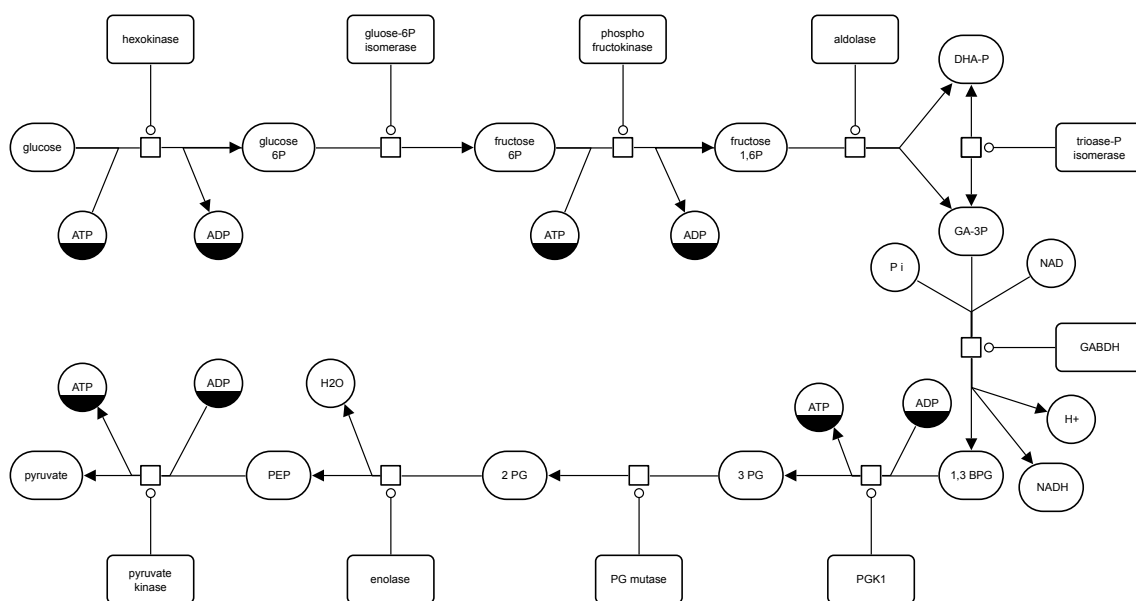 hexokinase
gluose-6P
isomerase
phospho
fructokinase
aldolase
DHA-P
glucose
glucose
6P
fructose
6P
fructose
1,6P
trioase-P
isomerase
ATP
ADP
ATP
ADP
GA-3P
P i
NAD
GABDH
ATP
ADP
H2O
ATP
ADP
H+
pyruvate
PEP
2 PG
3 PG
1,3 BPG
NADH
pyruvate
kinase
enolase
PG mutase
PGK1